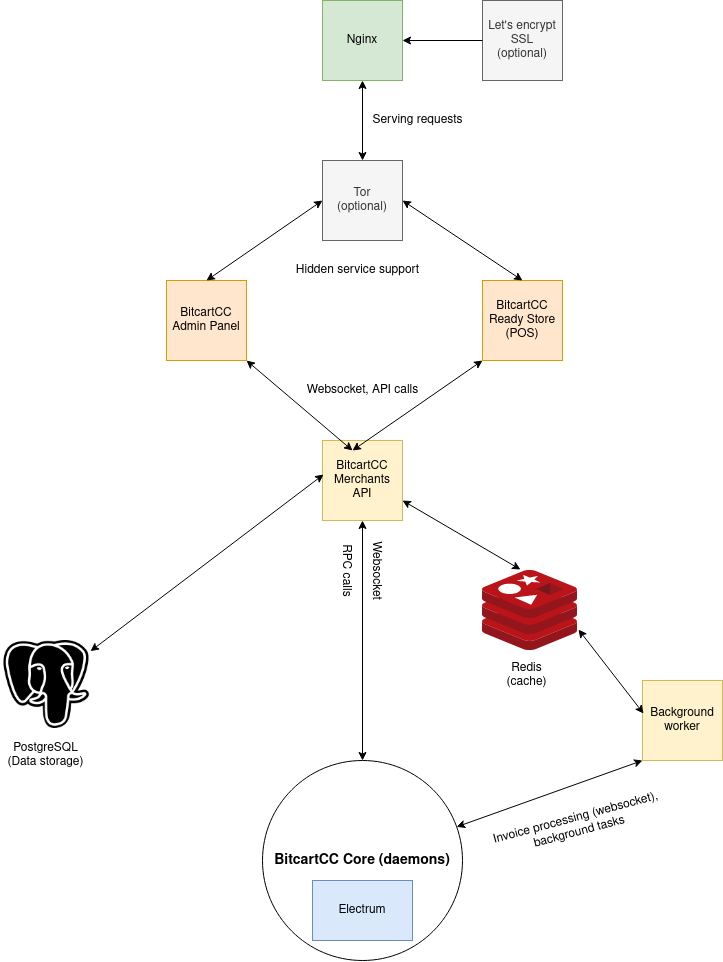 Nginx
Let's encrypt
SSL
(optional)
Serving requests
Tor
(optional)
Hidden service support
BitcartCC
Admin Panel
BitcartCC
Ready Store
(POS)
Websocket, API calls
BitcartCC
Merchants
API
RPC calls
Websocket
Redis
(cache)
Background
worker
PostgreSQL
(Data storage)
Invoice processing (websocket),
background tasks
BitcartCC Core (daemons)
Electrum